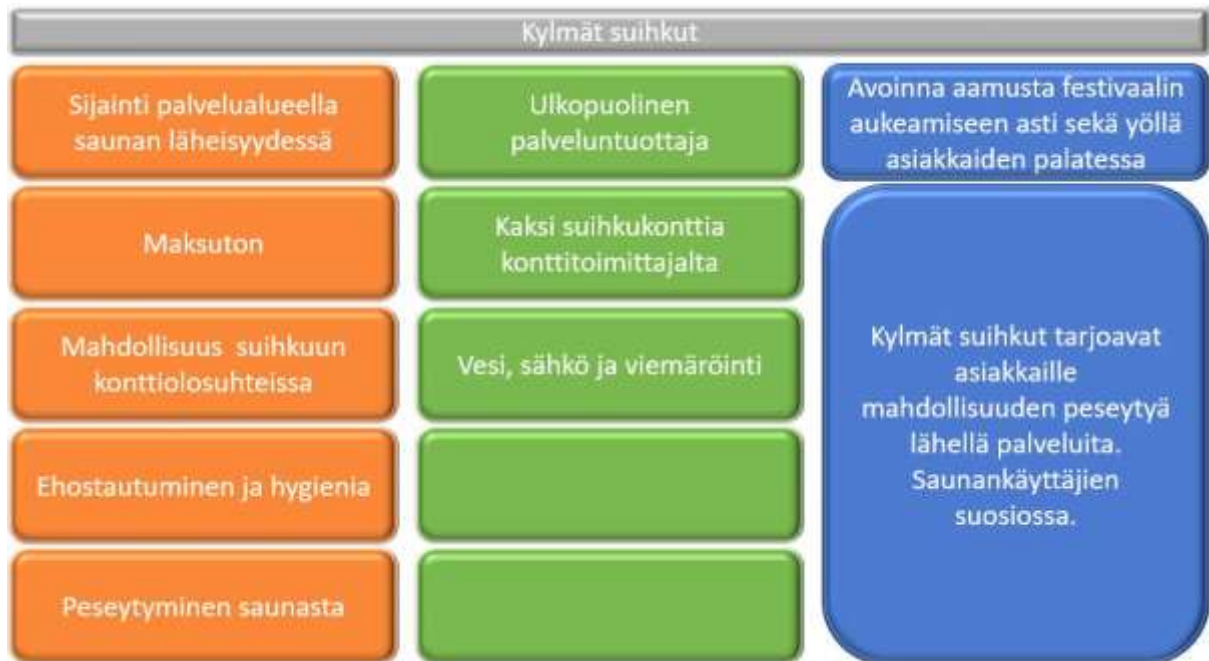 Kylmät suihkut
Sijainti palvelualueella
saunan läheisyydessä
Maksuton
Mahdollisuus suihkuun
konttiolosuhteissa
Ehostautuminen ja hygienia
Peseytyminen saunasta
Ulkopuolinen
palveluntuottaja
Kaksi suihkukonttia
konttitoimittajalta
Vesi, sähkö ja viemäröinti
Avoinna aamusta festivaalin
aukeamiseen asti sekä yöllä
asiakkaiden palatessa
Kylmät suihkut tarjoavat
asiakkaille
mahdollisuuden peseytyä
lähellä palveluita.
Saunankäyttäjien
suosiossa.